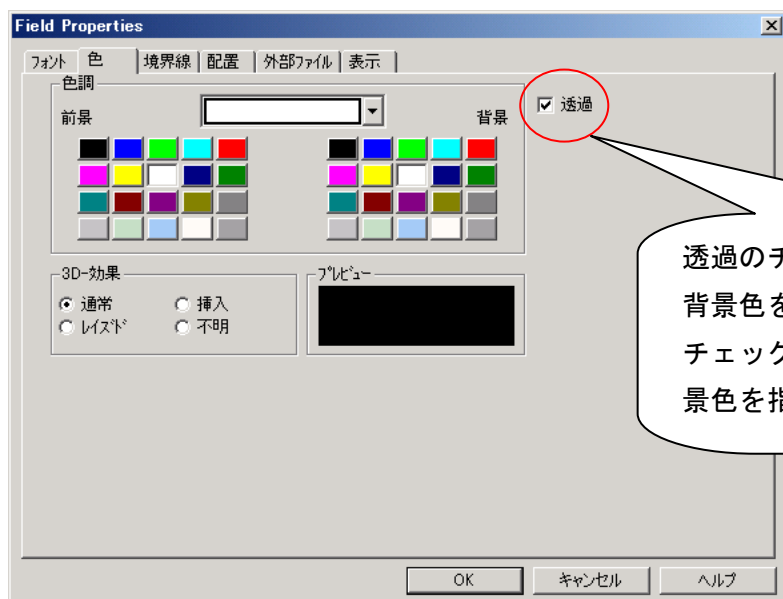 Field Properties
ﾌｫﾝﾄ 色 境界線 配置 外部ﾌｧｲﾙ 表示
色調
前景 背景 透過
3D-効果 ﾌﾟﾚﾋﾞｭｰ
通常 挿入
ﾚｲｽﾞﾄﾞ 不明
透過のチ
背景色を
チェック
景色を指
OK キャンセル ヘルプ